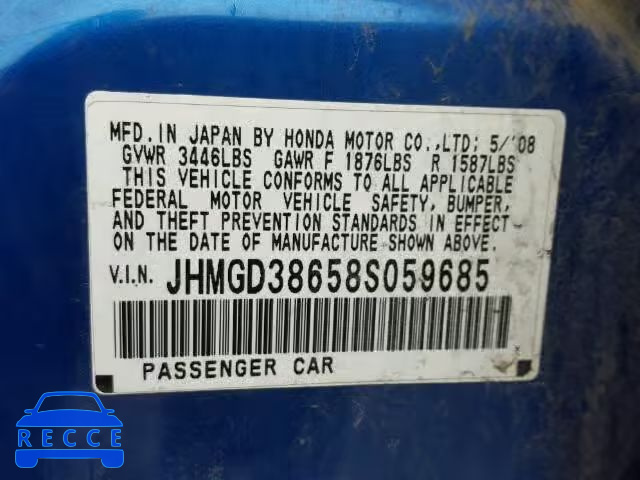 MFD. IN JAPAN BY HONDA MOTOR CO.,LTD; 5/'08
GVWR 3446LBS GAWR F 1876LBS R 1587LBS
THIS VEHICLE CONFORMS TO ALL APPLICABLE
FEDERAL MOTOR VEHICLE SAFETY, BUMPER,
AND THEFT PREVENTION STANDARDS IN EFFECT
ON THE DATE OF MANUFACTURE SHOWN ABOVE.
V.I.N. JHMGD38658S059685
PASSENGER CAR
DECODE VIN